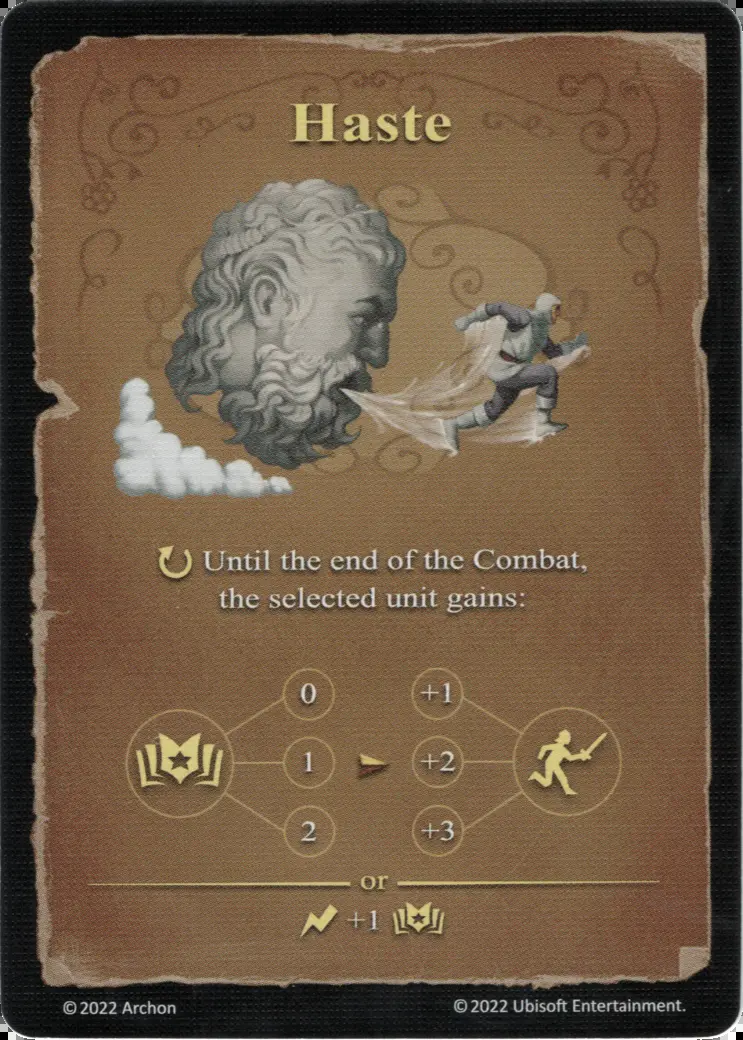 Haste
Until the end of the Combat,
the selected unit gains:
0 +1
1 +2
2 +3
or
+1
© 2022 Archon © 2022 Ubisoft Entertainment.